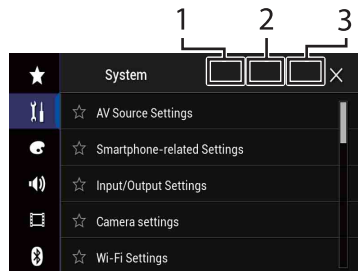 1 2 3
System
AV Source Settings
Smartphone-related Settings
Input/Output Settings
Camera settings
Wi-Fi Settings